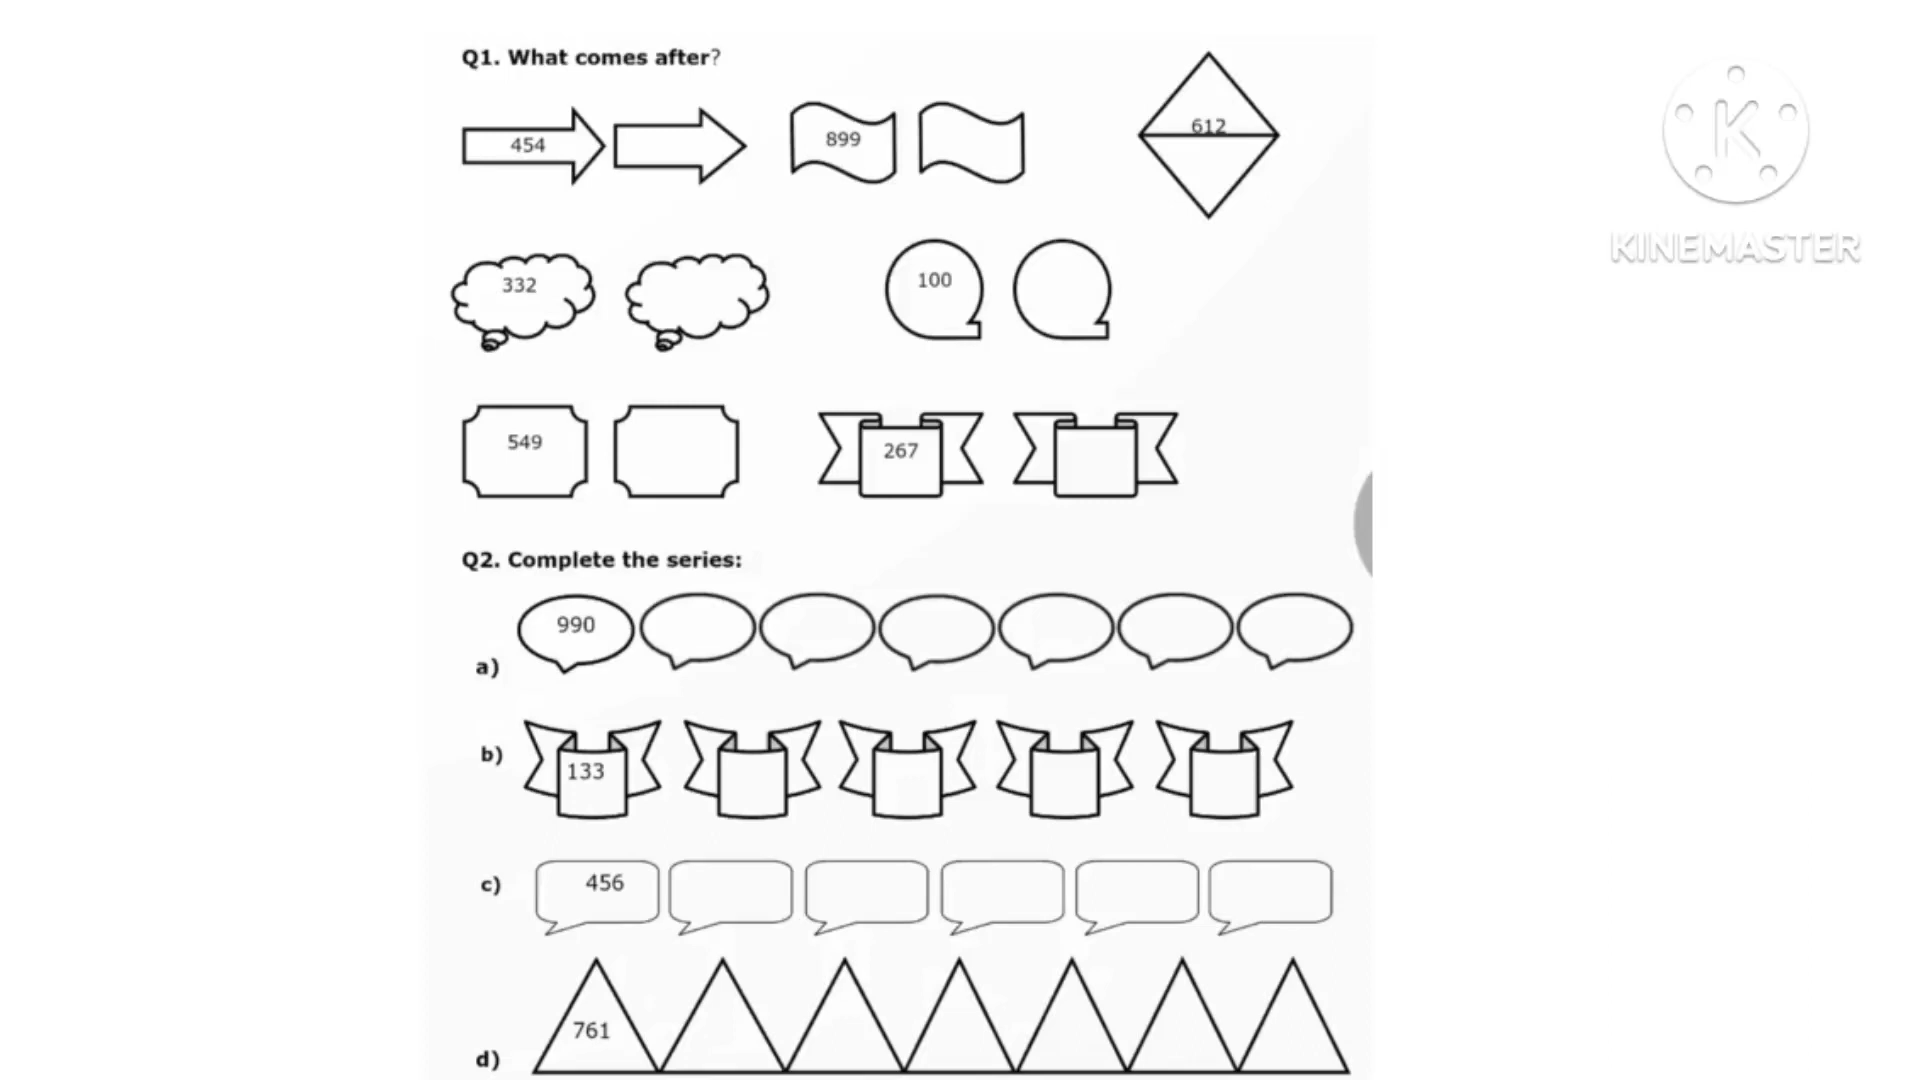 Q1. What comes after?
454
899
612
332
100
549
267
Q2. Complete the series:
990
a)
b)
133
c)
456
761
d)
K
KINEMASTER